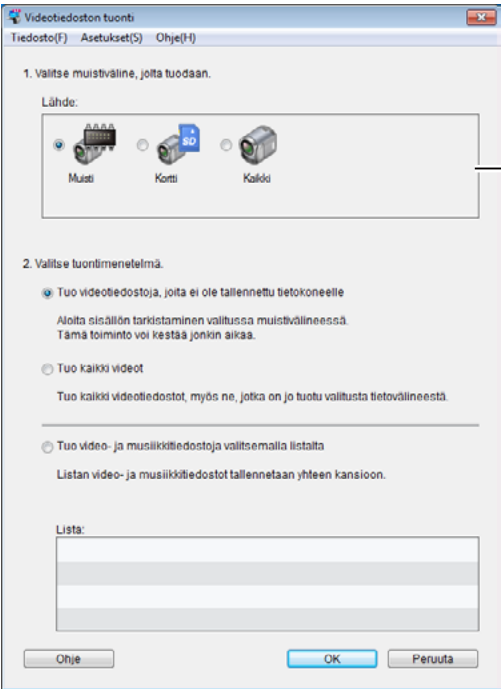 Videotiedoston tuonti
Tiedosto(F) Asetukset(S) Ohje(H)
1. Valitse muistiväline, jolta tuodaan.
Lähde:
SD
Muisti Kortti Kaikki
2. Valitse tuontimenetelmä.
Tuo videotiedostoja, joita ei ole tallennettu tietokoneelle
Aloita sisällön tarkistaminen valitussa muistivälineessä.
Tämä toiminto voi kestää jonkin aikaa.
Tuo kaikki videot
Tuo kaikki videotiedostot, myös ne, jotka on jo tuotu valitusta tietovälineestä.
Tuo video- ja musiikkitiedostoja valitsemalla listalta
Listan video- ja musiikkitiedostot tallennetaan yhteen kansioon.
Lista:
Ohje OK Peruuta